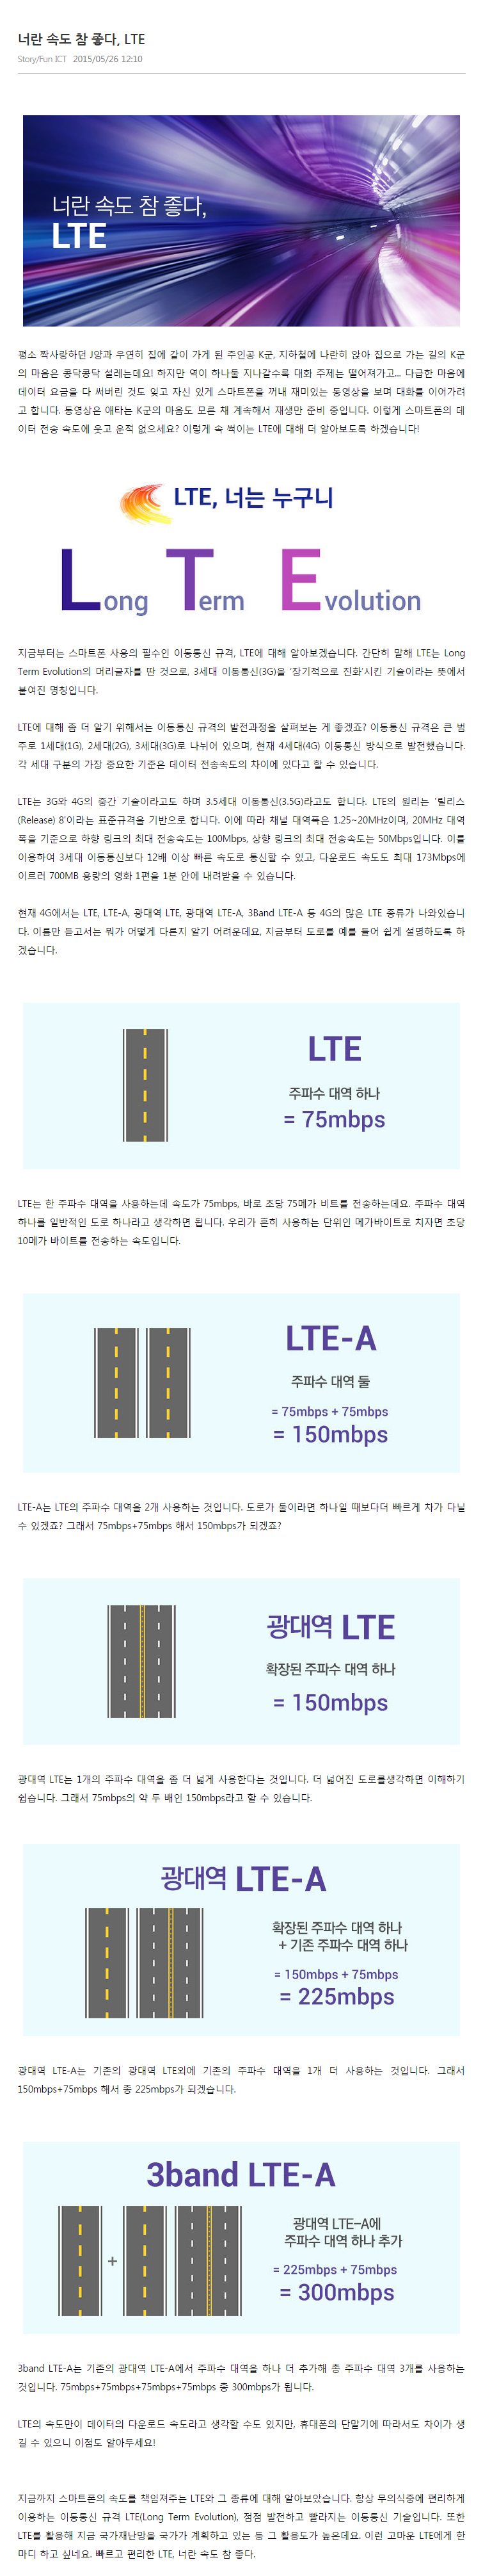 너란 속도 참 좋다, LTE
Story/Fun ICT 2015/05/26 12:10
너란 속도 참 좋다,
LTE
평소 짝사랑하던 J양과 우연히 집에 같이 가게 된 주인공 K군, 지하철에 나란히 앉아 집으로 가는 길의 K군
의 마음은 콩닥콩닥 설레는데요! 하지만 역이 하나둘 지나갈수록 대화 주제는 떨어져가고... 다급한 마음에
데이터 요금을 다 써버린 것도 잊고 자신 있게 스마트폰을 꺼내 재미있는 동영상을 보며 대화를 이어가려
고 합니다. 동영상은 애타는 K군의 마음도 모른 채 계속해서 재생만 준비 중입니다. 이렇게 스마트폰의 데
이터 전송 속도에 웃고 운적 없으세요? 이렇게 속 썩이는 LTE에 대해 더 알아보도록 하겠습니다!
LTE, 너는 누구니
Long Term Evolution
지금부터는 스마트폰 사용의 필수인 이동통신 규격, LTE에 대해 알아보겠습니다. 간단히 말해 LTE는 Long
Term Evolution의 머리글자를 딴 것으로, 3세대 이동통신(3G)을 '장기적으로 진화'시킨 기술이라는 뜻에서
붙여진 명칭입니다.
LTE에 대해 좀 더 알기 위해서는 이동통신 규격의 발전과정을 살펴보는 게 좋겠죠? 이동통신 규격은 큰 범
주로 1세대(1G), 2세대(2G), 3세대(3G)로 나뉘어 있으며, 현재 4세대(4G) 이동통신 방식으로 발전했습니다.
각 세대 구분의 가장 중요한 기준은 데이터 전송속도의 차이에 있다고 할 수 있습니다.
LTE는 3G와 4G의 중간 기술이라고도 하며 3.5세대 이동통신(3.5G)라고도 합니다. LTE의 원리는 '릴리스
(Release) 8'이라는 표준규격을 기반으로 합니다. 이에 따라 채널 대역폭은 1.25~20MHz이며, 20MHz 대역
폭을 기준으로 하향 링크의 최대 전송속도는 100Mbps, 상향 링크의 최대 전송속도는 50Mbps입니다. 이를
이용하여 3세대 이동통신보다 12배 이상 빠른 속도로 통신할 수 있고, 다운로드 속도도 최대 173Mbps에
이르러 700MB 용량의 영화 1편을 1분 안에 내려받을 수 있습니다.
현재 4G에서는 LTE, LTE-A, 광대역 LTE, 광대역 LTE-A, 3Band LTE-A 등 4G의 많은 LTE 종류가 나와있습니
다. 이름만 듣고서는 뭐가 어떻게 다른지 알기 어려운데요, 지금부터 도로를 예를 들어 쉽게 설명하도록 하
겠습니다.
LTE
주파수 대역 하나
= 75mbps
LTE는 한 주파수 대역을 사용하는데 속도가 75mbps, 바로 초당 75메가 비트를 전송하는데요. 주파수 대역
하나를 일반적인 도로 하나라고 생각하면 됩니다. 우리가 흔히 사용하는 단위인 메가바이트로 치자면 초당
10메가 바이트를 전송하는 속도입니다.
LTE-A
주파수 대역 둘
= 75mbps + 75mbps
= 150mbps
LTE-A는 LTE의 주파수 대역을 2개 사용하는 것입니다. 도로가 둘이라면 하나일 때보다더 빠르게 차가 다닐
수 있겠죠? 그래서 75mbps+75mbps 해서 150mbps가 되겠죠?
광대역 LTE
확장된 주파수 대역 하나
= 150mbps
광대역 LTE는 1개의 주파수 대역을 좀 더 넓게 사용한다는 것입니다. 더 넓어진 도로를생각하면 이해하기
쉽습니다. 그래서 75mbps의 약 두 배인 150mbps라고 할 수 있습니다.
광대역 LTE-A
확장된 주파수 대역 하나
+ 기존 주파수 대역 하나
= 150mbps + 75mbps
= 225mbps
광대역 LTE-A는 기존의 광대역 LTE외에 기존의 주파수 대역을 1개 더 사용하는 것입니다. 그래서
150mbps+75mbps 해서 총 225mbps가 되겠습니다.
3band LTE-A
+
광대역 LTE-A에
주파수 대역 하나 추가
= 225mbps + 75mbps
= 300mbps
3band LTE-A는 기존의 광대역 LTE-A에서 주파수 대역을 하나 더 추가해 총 주파수 대역 3개를 사용하는
것입니다. 75mbps+75mbps+75mbps+75mbps 총 300mbps가 됩니다.
LTE의 속도만이 데이터의 다운로드 속도라고 생각할 수도 있지만, 휴대폰의 단말기에 따라서도 차이가 생
길 수 있으니 이점도 알아두세요!
지금까지 스마트폰의 속도를 책임져주는 LTE와 그 종류에 대해 알아보았습니다. 항상 무의식중에 편리하게
이용하는 이동통신 규격 LTE(Long Term Evolution), 점점 발전하고 빨라지는 이동통신 기술입니다. 또한
LTE를 활용해 지금 국가재난망을 국가가 계획하고 있는 등 그 활용도가 높은데요. 이런 고마운 LTE에게 한
마디 하고 싶네요. 빠르고 편리한 LTE, 너란 속도 참 좋다.